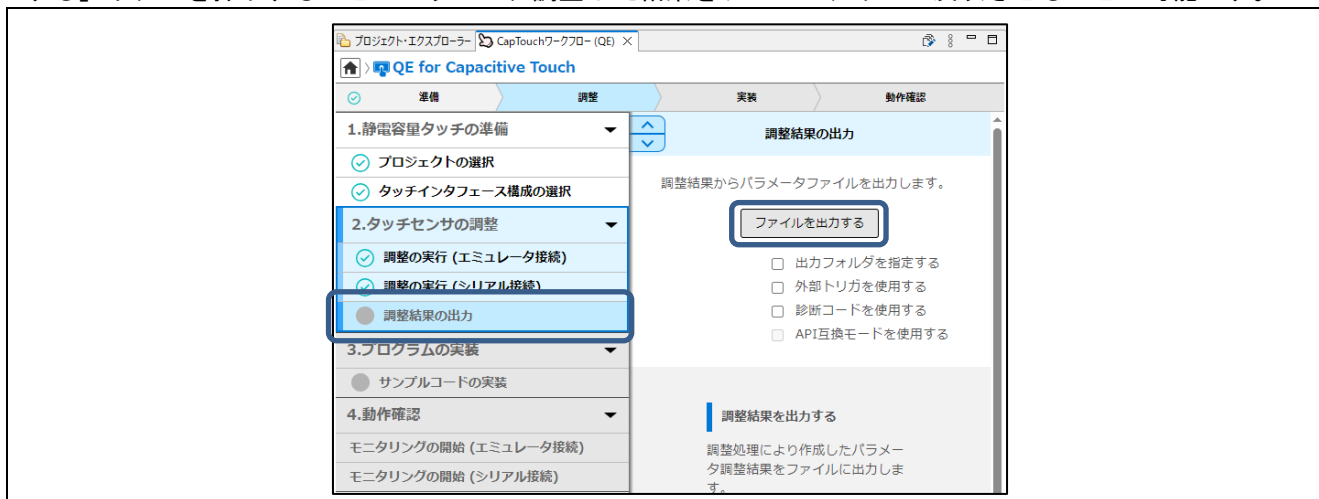 プロジェクト・エクスプローラー CapTouchワークフロー (QE)
QE for Capacitive Touch
準備 調整 実装 動作確認
1.静電容量タッチの準備
プロジェクトの選択
タッチインタフェース構成の選択
2.タッチセンサの調整
調整の実行 (エミュレータ接続)
調整の実行 (シリアル接続)
調整結果の出力
3.プログラムの実装
サンプルコードの実装
4.動作確認
モニタリングの開始 (エミュレータ接続)
モニタリングの開始 (シリアル接続)
調整結果の出力
調整結果からパラメータファイルを出力します。
ファイルを出力する
出力フォルダを指定する
外部トリガを使用する
診断コードを使用する
API互換モードを使用する
調整結果を出力する
調整処理により作成したパラメー
タ調整結果をファイルに出力しま
す。